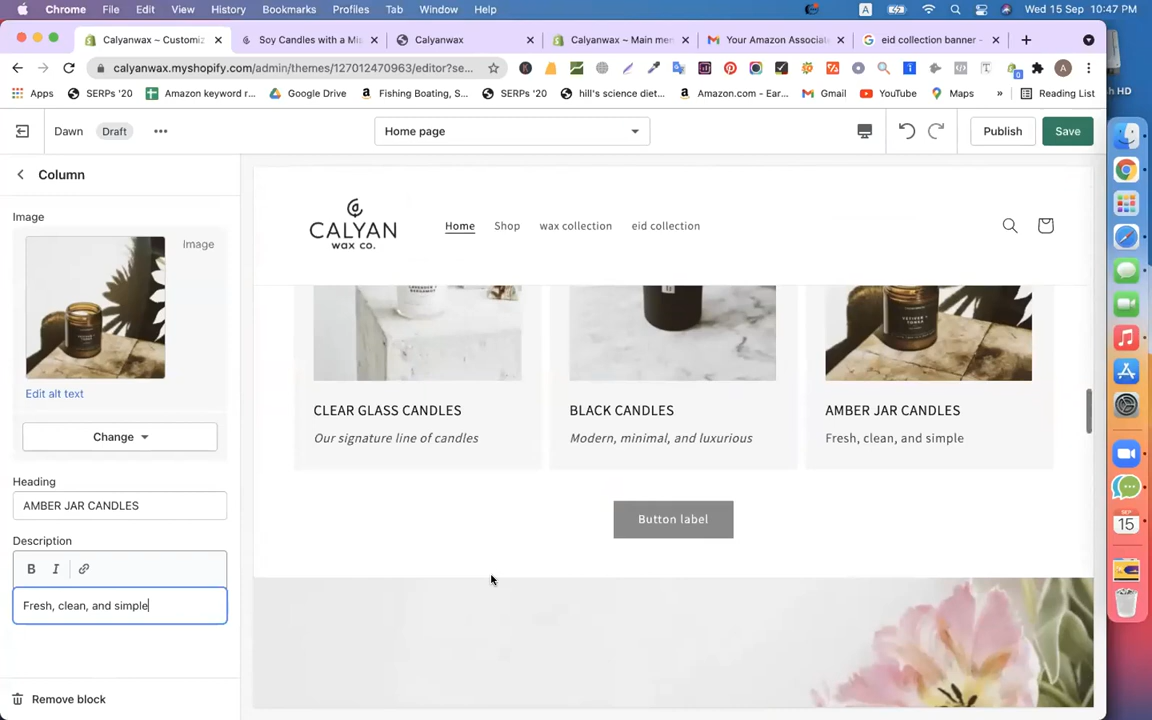 Chrome File Edit View History Bookmarks Profiles Tab Window Help
A
Wed 15 Sep 10:47 PM
Calyanwax ~ Customiz
Soy Candles with a Mis
Calyanwax
Calyanwax ~ Main men
Your Amazon Associate
eid collection banner -
calyanwax.myshopify.com/admin/themes/127012470963/editor?se...
A
Apps
SERPs '20
Amazon keyword r...
Google Drive
Fishing Boating, S...
SERPs '20
hill's science diet...
Amazon.com - Ear...
Gmail
YouTube
Maps
»
Reading List
Dawn
Draft
Home page
Publish
Save
Column
Image
Image
Edit alt text
Change
Heading
AMBER JAR CANDLES
Description
B I
Fresh, clean, and simple
Remove block
CALYAN
wax co.
Home
Shop
wax collection
eid collection
CLEAR GLASS CANDLES
Our signature line of candles
BLACK CANDLES
Modern, minimal, and luxurious
AMBER JAR CANDLES
Fresh, clean, and simple
Button label
SEP
15